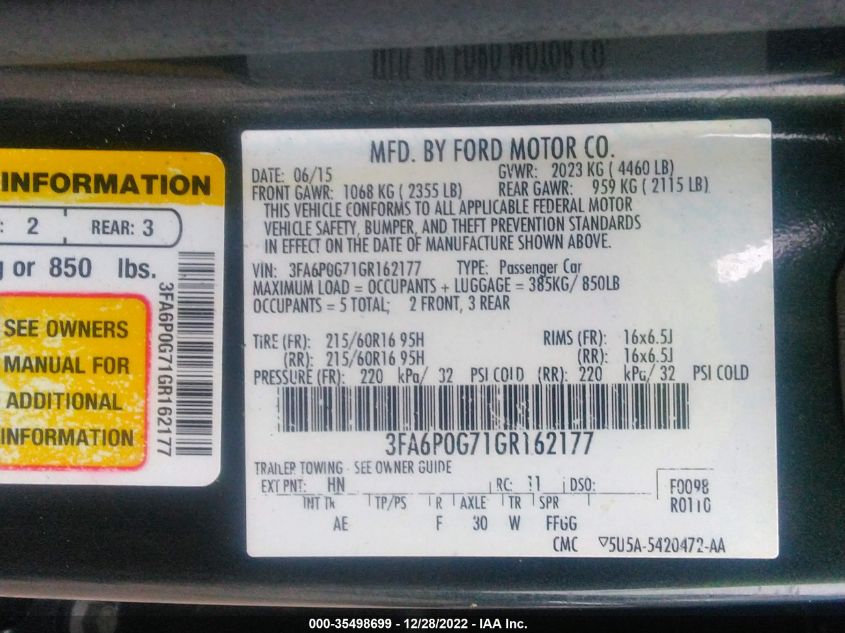 INFORMATION
: 2 REAR: 3
g or 850 lbs.
SEE OWNERS
MANUAL FOR
ADDITIONAL
INFORMATION
3FA6P0G71GR162177
MFD. BY FORD MOTOR CO.
DATE: 06/15 GVWR: 2023 KG ( 4460 LB)
FRONT GAWR: 1068 KG ( 2355 LB) REAR GAWR: 959 KG ( 2115 LB)
THIS VEHICLE CONFORMS TO ALL APPLICABLE FEDERAL MOTOR
VEHICLE SAFETY, BUMPER, AND THEFT PREVENTION STANDARDS
IN EFFECT ON THE DATE OF MANUFACTURE SHOWN ABOVE.
VIN: 3FA6P0G71GR162177 TYPE: Passenger Car
MAXIMUM LOAD = OCCUPANTS + LUGGAGE = 385KG/ 850LB
OCCUPANTS = 5 TOTAL; 2 FRONT, 3 REAR
TIRE (FR): 215/60R16 95H RIMS (FR): 16x6.5J
(RR): 215/60R16 95H (RR): 16x6.5J
PRESSURE (FR): 220 kPa/ 32 PSI COLD (RR): 220 kPa/ 32 PSI COLD
3FA6P0G71GR162177
TRAILER TOWING - SEE OWNER GUIDE
EXT PNT: HN RC: 11 DSO: F0098
INT TR TP/PS R AXLE TR SPR R0110
AE F 30 W FFGG
CMC ▽5U5A-5420472-AA
000-35498699 - 12/28/2022 - IAA Inc.